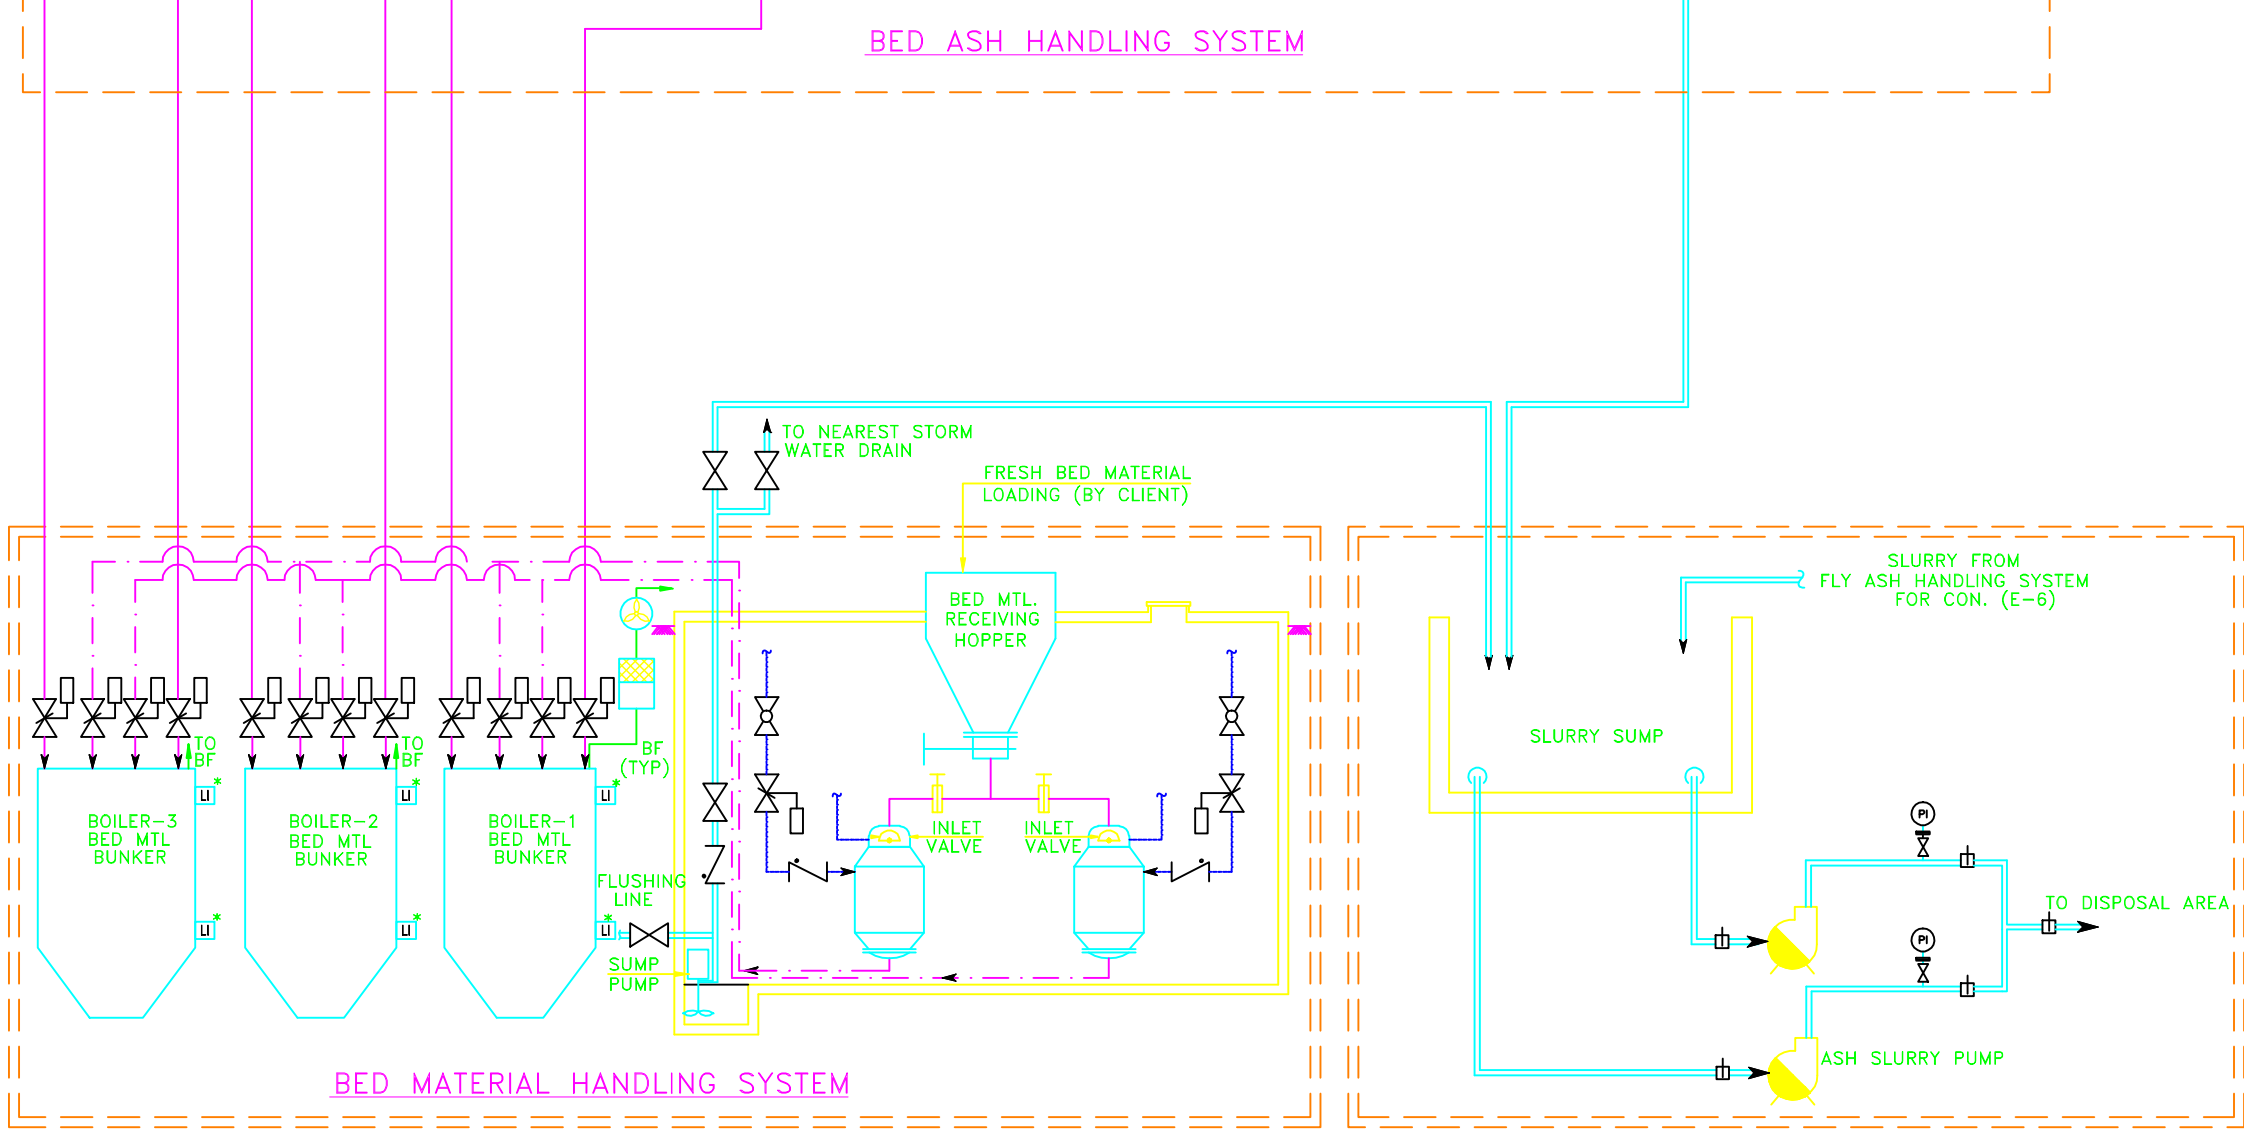 BED ASH HANDLING SYSTEM
TO NEAREST STORM
WATER DRAIN
FRESH BED MATERIAL
LOADING (BY CLIENT)
SLURRY FROM
FLY ASH HANDLING SYSTEM
FOR CON. (E-6)
BED MTL.
RECEIVING
HOPPER
SLURRY SUMP
TO
BF
TO
BF
BF
(TYP)
LI
*
LI
*
LI
*
BOILER-3
BED MTL
BUNKER
BOILER-2
BED MTL
BUNKER
BOILER-1
BED MTL
BUNKER
INLET
VALVE
INLET
VALVE
PI
FLUSHING
LINE
LI
*
LI
*
LI
*
TO DISPOSAL AREA
PI
SUMP
PUMP
ASH SLURRY PUMP
BED MATERIAL HANDLING SYSTEM